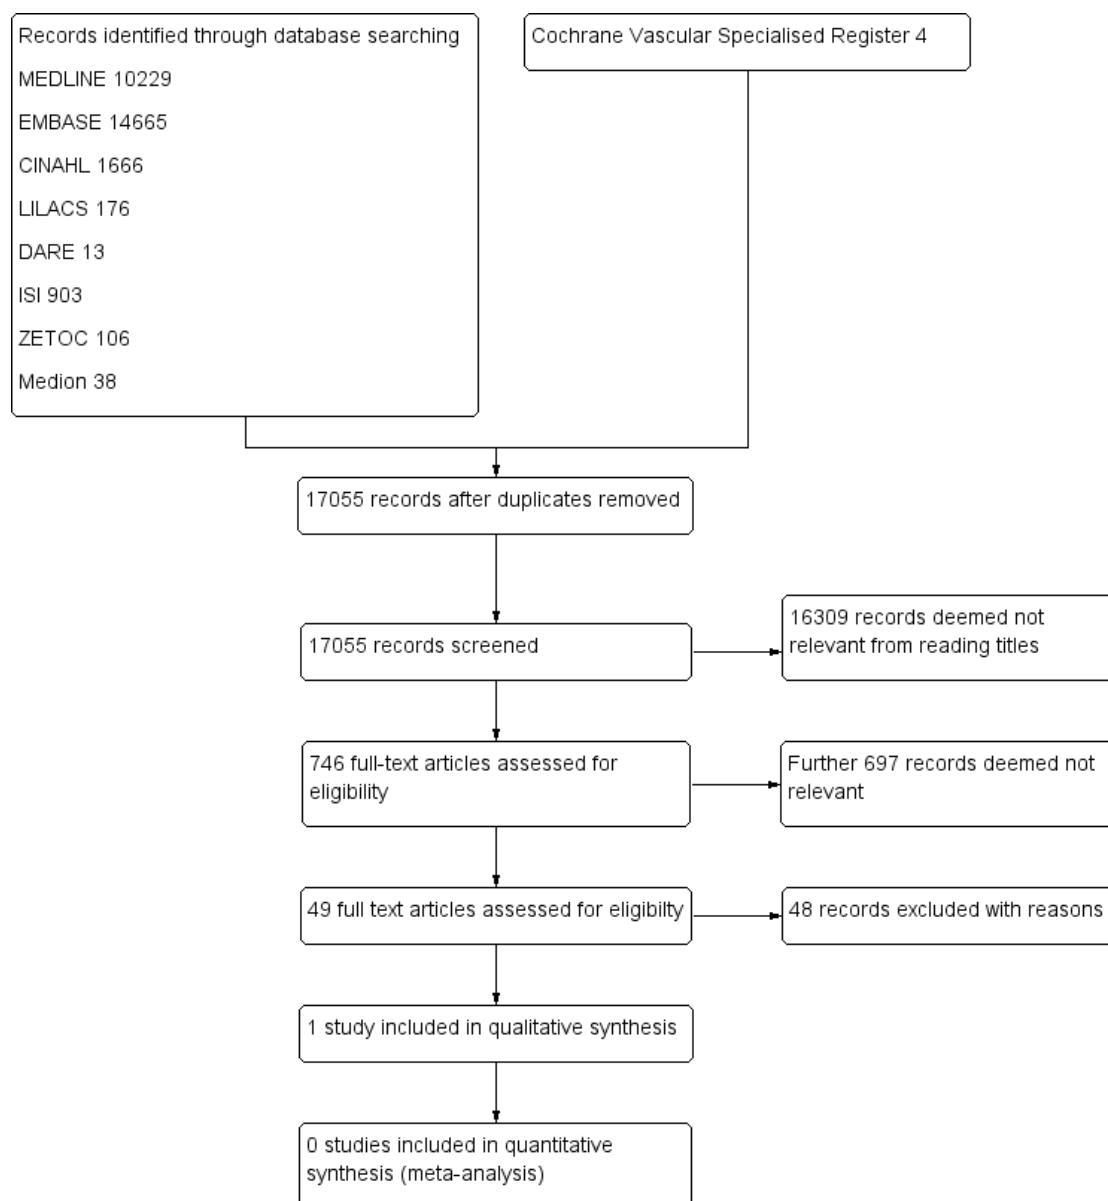 Records identified through database searching
MEDLINE 10229
EMBASE 14665
CINAHL 1666
LILACS 176
DARE 13
ISI 903
ZETOC 106
Medion 38
Cochrane Vascular Specialised Register 4
17055 records after duplicates removed
17055 records screened
16309 records deemed not
relevant from reading titles
746 full-text articles assessed for
eligibility
Further 697 records deemed not
relevant
49 full text articles assessed for eligibilty
48 records excluded with reasons
1 study included in qualitative synthesis
0 studies included in quantitative
synthesis (meta-analysis)